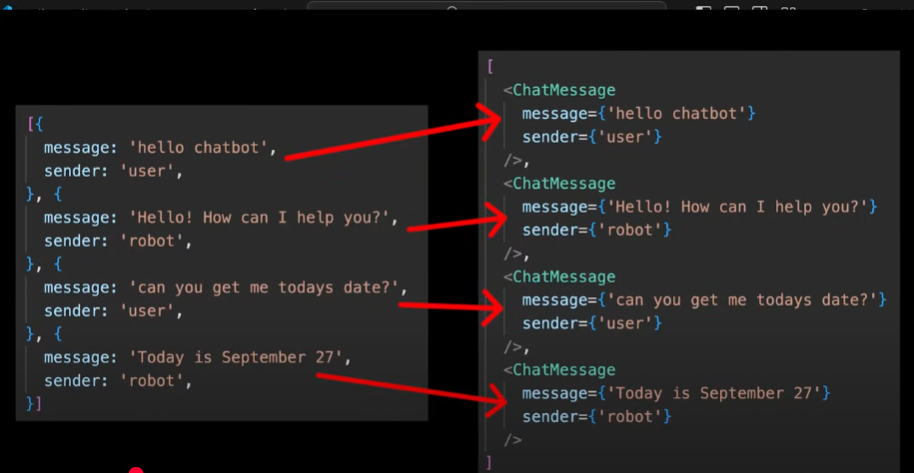 [{
message: 'hello chatbot',
sender: 'user',
}, {
message: 'Hello! How can I help you?',
sender: 'robot',
}, {
message: 'can you get me todays date?',
sender: 'user',
}, {
message: 'Today is September 27',
sender: 'robot',
}]
[
<ChatMessage
message={'hello chatbot'}
sender={'user'}
/>,
<ChatMessage
message={'Hello! How can I help you?'}
sender={'robot'}
/>,
<ChatMessage
message={'can you get me todays date?'}
sender={'user'}
/>,
<ChatMessage
message={'Today is September 27'}
sender={'robot'}
/>
]